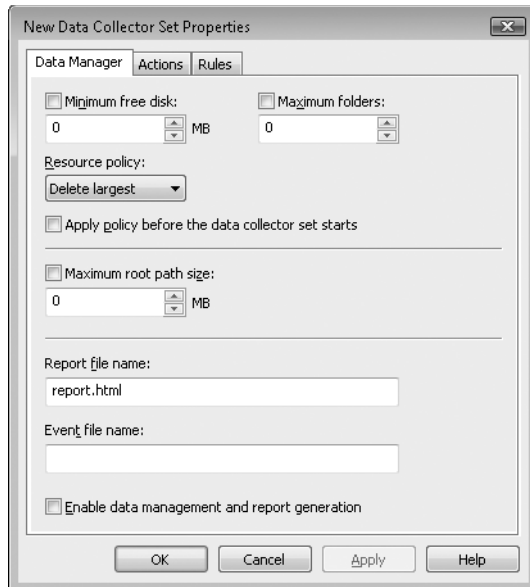 New Data Collector Set Properties
Data Manager Actions Rules
Minimum free disk: Maximum folders:
0 MB 0
Resource policy:
Delete largest
Apply policy before the data collector set starts
Maximum root path size:
0 MB
Report file name:
report.html
Event file name:
Enable data management and report generation
OK Cancel Apply Help